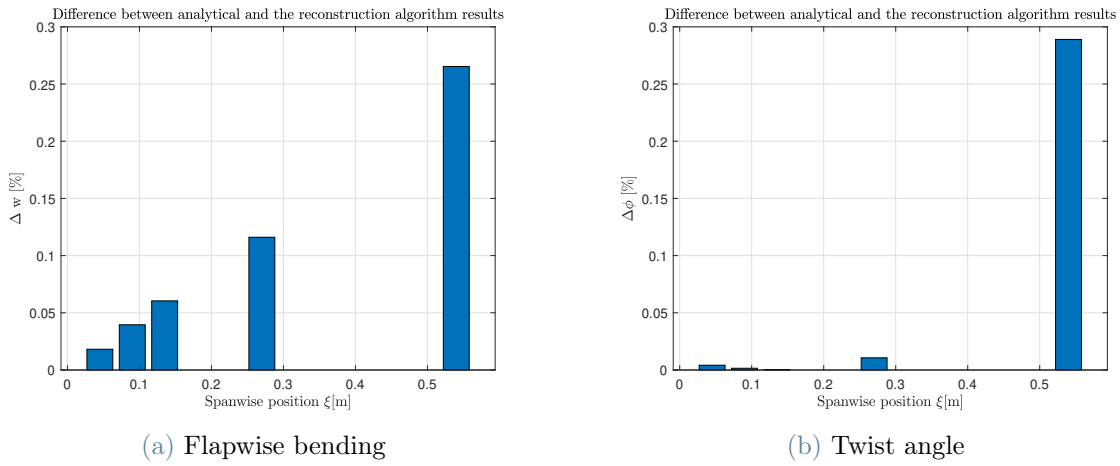 Difference between analytical and the reconstruction algorithm results
0.3
0.25
0.2
0.15
0.1
0.05
0
Δ w [%]
0 0.1 0.2 0.3 0.4 0.5
Spanwise position ξ[m]
(a) Flapwise bending
Difference between analytical and the reconstruction algorithm results
0.3
0.25
0.2
0.15
0.1
0.05
0
Δϕ [%]
0 0.1 0.2 0.3 0.4 0.5
Spanwise position ξ[m]
(b) Twist angle